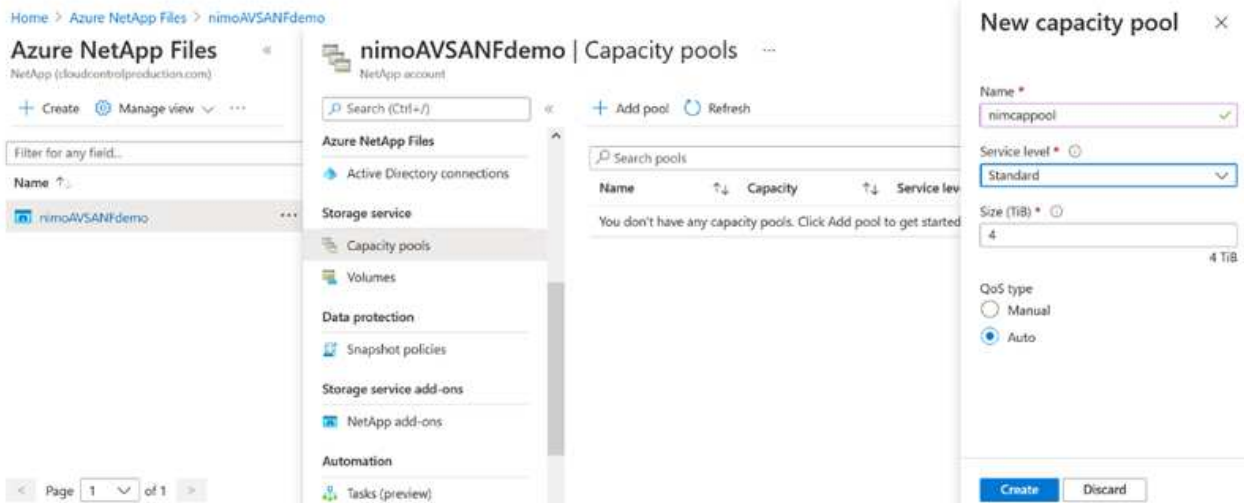 Home > Azure NetApp Files > nimoAVSANFdemo
Azure NetApp Files
NetApp (cloudcontrolproduction.com)
+ Create Manage view ...
Filter for any field...
Name ↑↓
nimoAVSANFdemo ...
Page 1 of 1
nimoAVSANFdemo | Capacity pools ...
NetApp account
Search (Ctrl+/)
Azure NetApp Files
Active Directory connections
Storage service
Capacity pools
Volumes
Data protection
Snapshot policies
Storage service add-ons
NetApp add-ons
Automation
Tasks (preview)
+ Add pool Refresh
Search pools
Name ↑↓ Capacity ↑↓ Service lev
You don't have any capacity pools. Click Add pool to get started
New capacity pool ×
Name *
nimcappool
Service level *
Standard
Size (TiB) *
4
4 TiB
QoS type
Manual
Auto
Create Discard